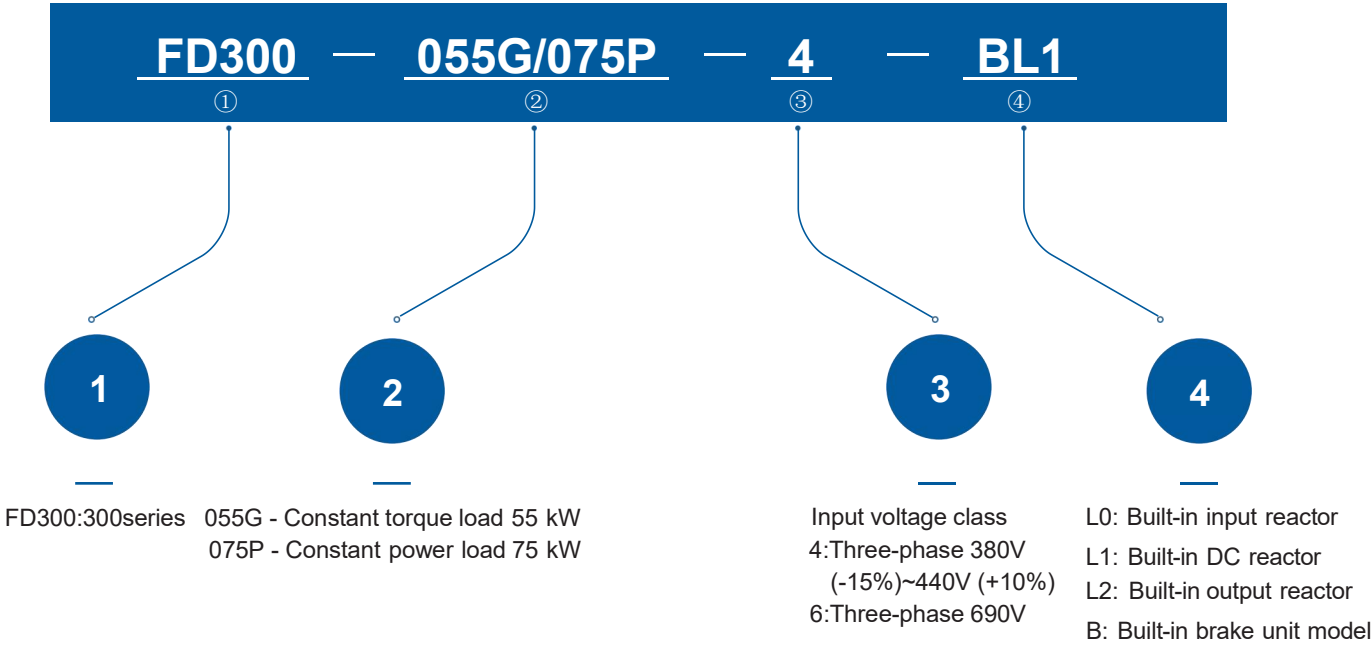 FD300 — 055G/075P — 4 — BL1
① ② ③ ④
1 2 3 4
FD300:300series
055G - Constant torque load 55 kW
075P - Constant power load 75 kW
Input voltage class
4:Three-phase 380V
(-15%)~440V (+10%)
6:Three-phase 690V
L0: Built-in input reactor
L1: Built-in DC reactor
L2: Built-in output reactor
B: Built-in brake unit model